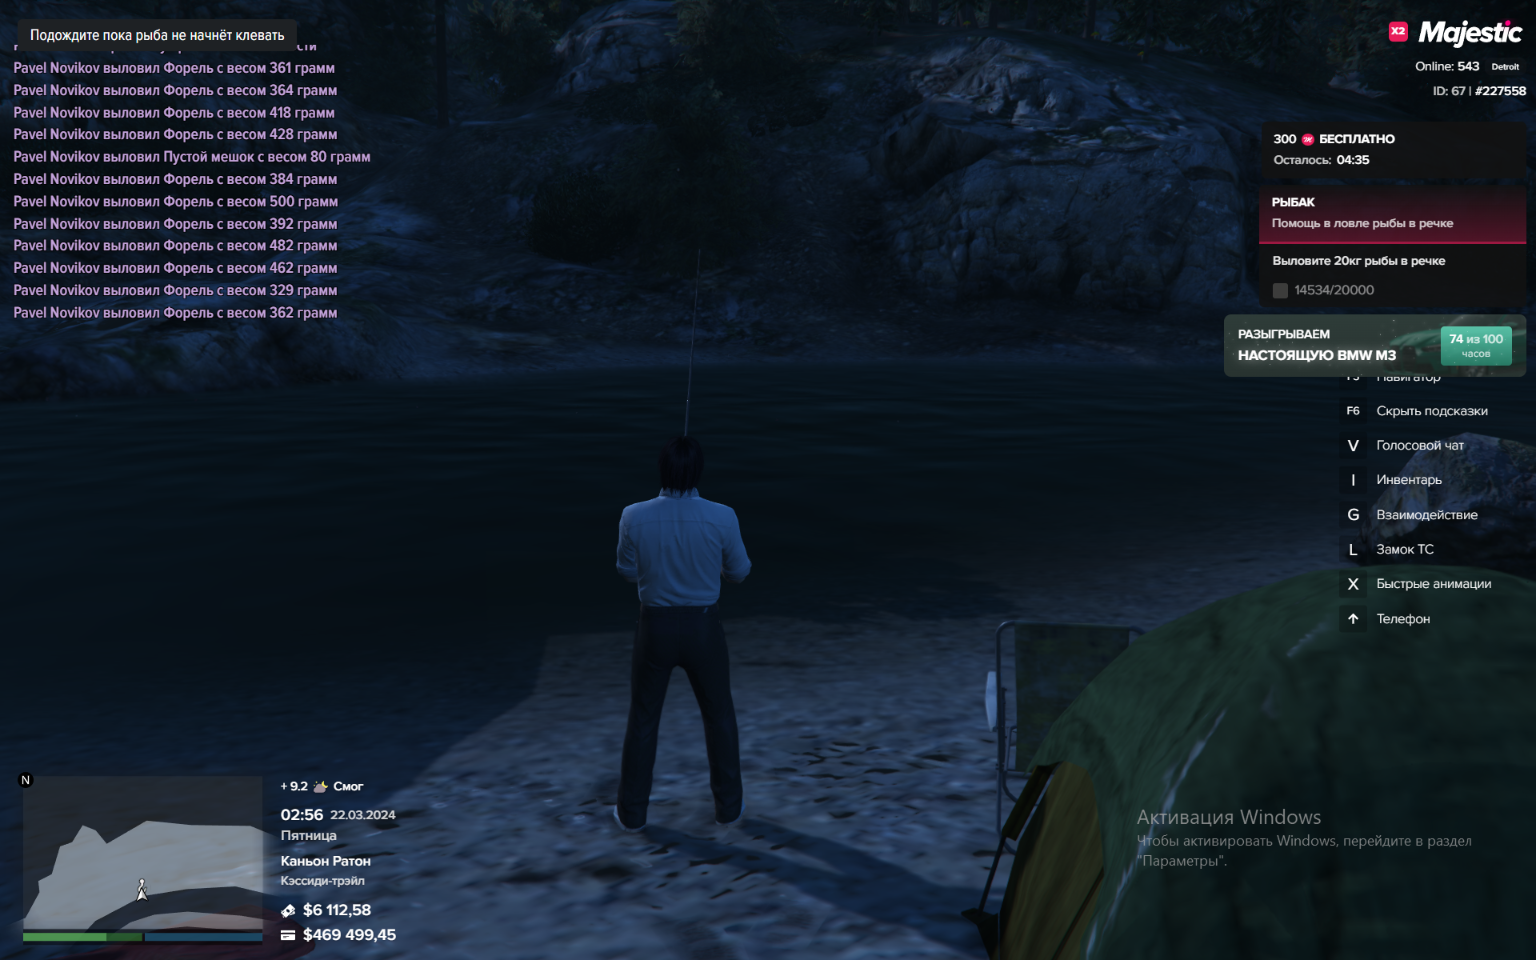 Подождите пока рыба не начнёт клевать
Pavel Novikov выловил Форель с весом 361 грамм
Pavel Novikov выловил Форель с весом 364 грамм
Pavel Novikov выловил Форель с весом 418 грамм
Pavel Novikov выловил Форель с весом 428 грамм
Pavel Novikov выловил Пустой мешок с весом 80 грамм
Pavel Novikov выловил Форель с весом 384 грамм
Pavel Novikov выловил Форель с весом 500 грамм
Pavel Novikov выловил Форель с весом 392 грамм
Pavel Novikov выловил Форель с весом 482 грамм
Pavel Novikov выловил Форель с весом 462 грамм
Pavel Novikov выловил Форель с весом 329 грамм
Pavel Novikov выловил Форель с весом 362 грамм
X2 Majestic
Online: 543 Detroit
ID: 67 | #227558
300 БЕСПЛАТНО
Осталось: 04:35
РЫБАК
Помощь в ловле рыбы в речке
Выловите 20кг рыбы в речке
14534/20000
РАЗЫГРЫВАЕМ
НАСТОЯЩУЮ BMW M3
74 из 100
часов
Навигатор
F6 Скрыть подсказки
V Голосовой чат
I Инвентарь
G Взаимодействие
L Замок ТС
X Быстрые анимации
Телефон
N
+ 9.2 Смог
02:56 22.03.2024
Пятница
Каньон Ратон
Кэссиди-трэйл
$6 112,58
$469 499,45
Активация Windows
Чтобы активировать Windows, перейдите в раздел
"Параметры".